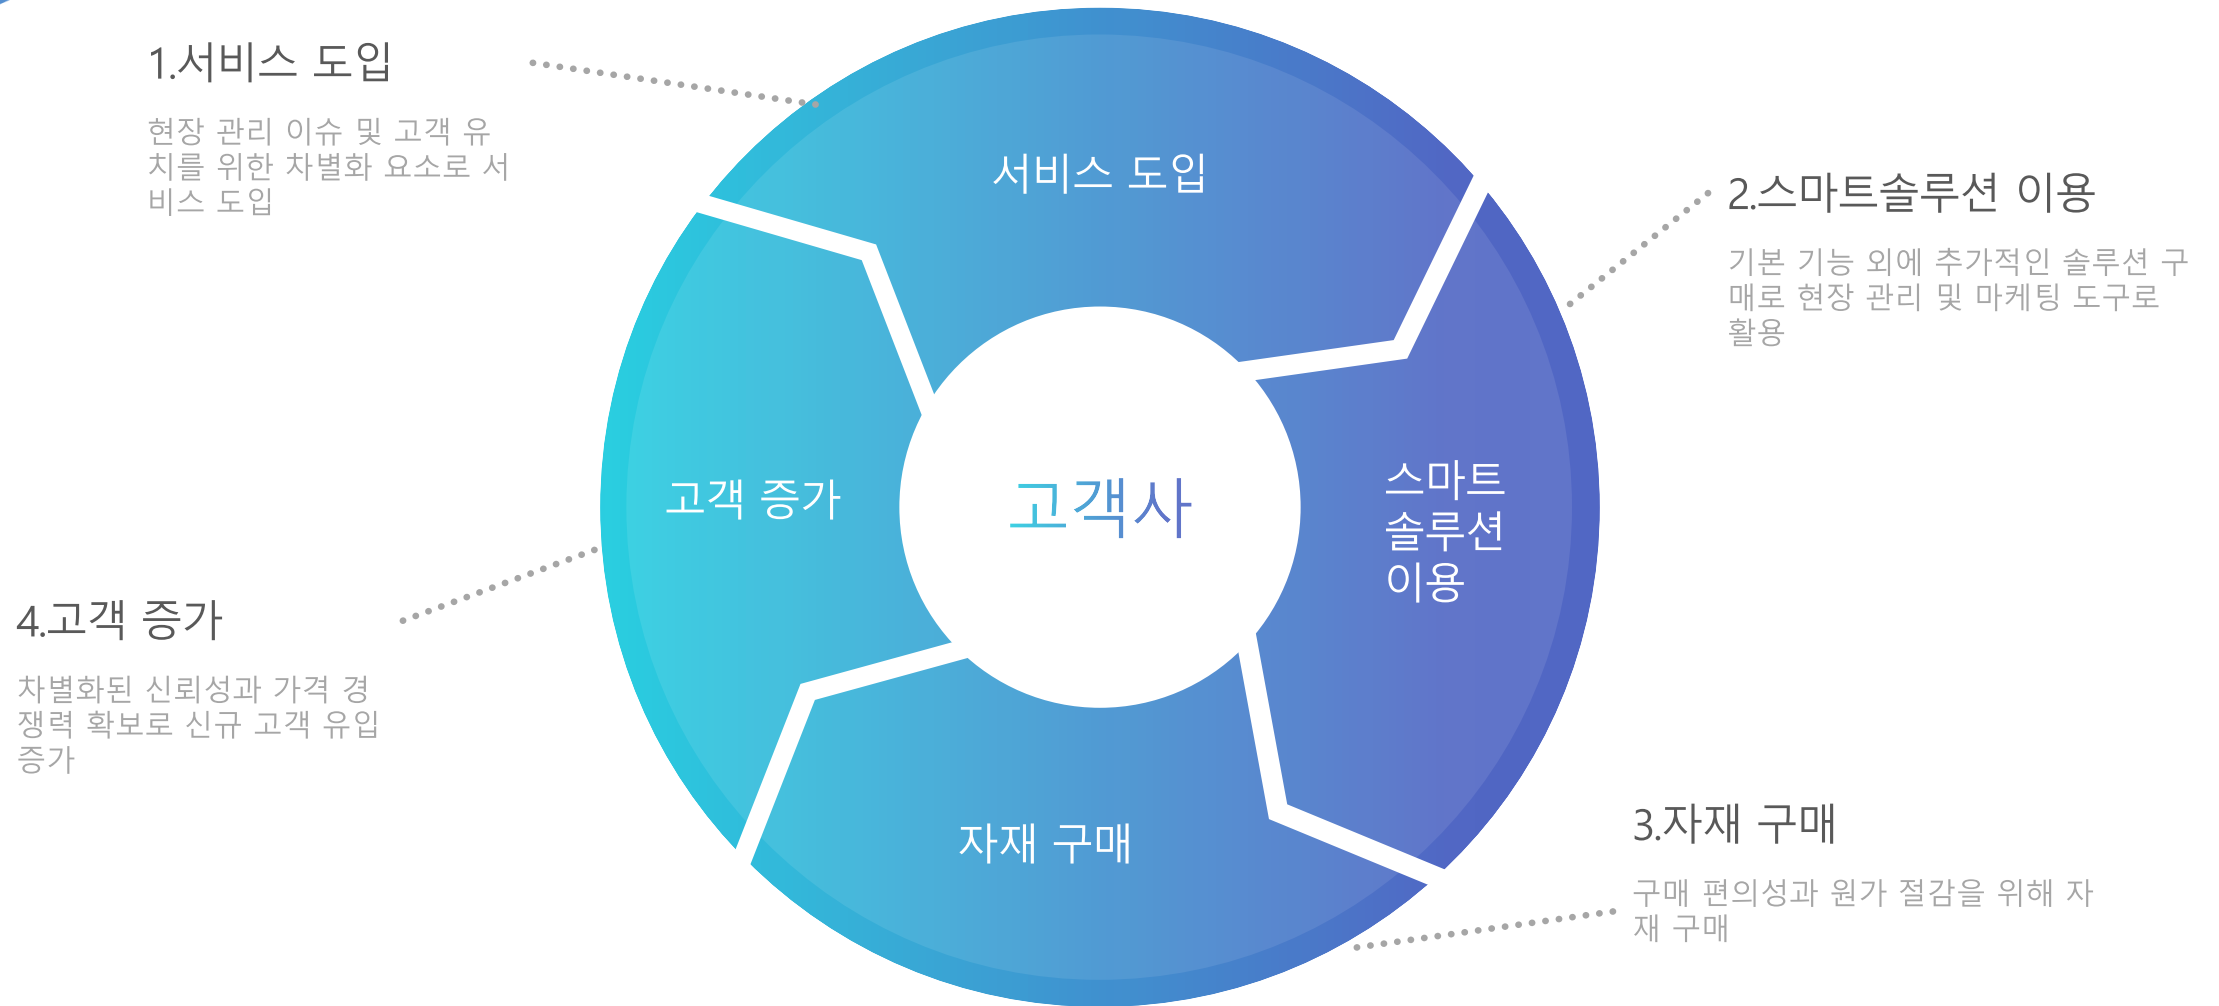 1.서비스 도입
현장 관리 이슈 및 고객 유
치를 위한 차별화 요소로 서
비스 도입
서비스 도입
2.스마트솔루션 이용
기본 기능 외에 추가적인 솔루션 구
매로 현장 관리 및 마케팅 도구로
활용
고객 증가
고객사
스마트
솔루션
이용
4.고객 증가
차별화된 신뢰성과 가격 경
쟁력 확보로 신규 고객 유입
증가
자재 구매
3.자재 구매
구매 편의성과 원가 절감을 위해 자
재 구매